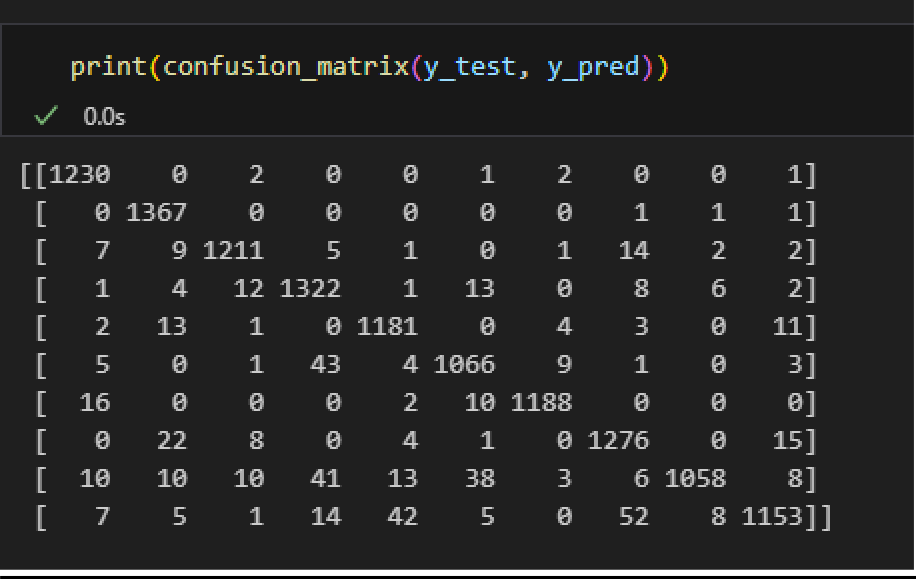 print(confusion_matrix(y_test, y_pred))
✓ 0.0s
[[1230 0 2 0 0 1 2 0 0 1]
[ 0 1367 0 0 0 0 0 1 1 1]
[ 7 9 1211 5 1 0 1 14 2 2]
[ 1 4 12 1322 1 13 0 8 6 2]
[ 2 13 1 0 1181 0 4 3 0 11]
[ 5 0 1 43 4 1066 9 1 0 3]
[ 16 0 0 0 2 10 1188 0 0 0]
[ 0 22 8 0 4 1 0 1276 0 15]
[ 10 10 10 41 13 38 3 6 1058 8]
[ 7 5 1 14 42 5 0 52 8 1153]]